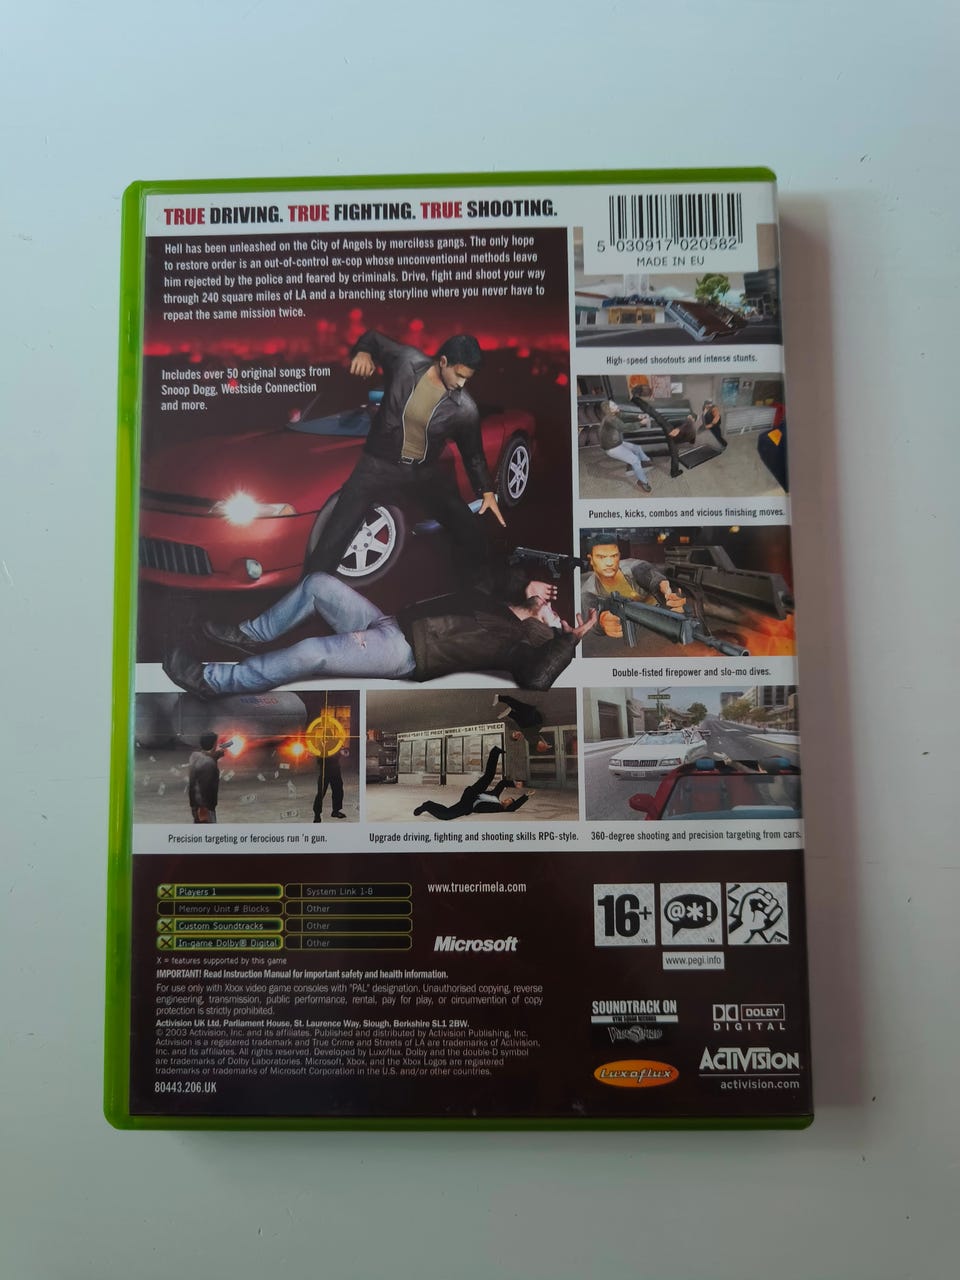 TRUE DRIVING. TRUE FIGHTING. TRUE SHOOTING.
5 030917 020582
MADE IN EU
Hell has been unleashed on the City of Angels by merciless gangs. The only hope
to restore order is an out-of-control ex-cop whose unconventional methods leave
him rejected by the police and feared by criminals. Drive, fight and shoot your way
through 240 square miles of LA and a branching storyline where you never have to
repeat the same mission twice.
Includes over 50 original songs from
Snoop Dogg, Westside Connection
and more.
High-speed shootouts and intense stunts.
Punches, kicks, combos and vicious finishing moves.
Double-fisted firepower and slo-mo dives.
WHOLE-SALE BY PIECE WHOLE-SALE BY PIECE
Precision targeting or ferocious run 'n gun.
Upgrade driving, fighting and shooting skills RPG-style.
360-degree shooting and precision targeting from cars.
X Players 1
System Link 1-8
Memory Unit # Blocks
Other
X Custom Soundtracks
Other
X In-game Dolby® Digital
Other
X = features supported by this game
www.truecrimela.com
Microsoft
16+
@*!
TM
TM
TM
www.pegi.info
IMPORTANT! Read Instruction Manual for important safety and health information.
For use only with Xbox video game consoles with "PAL" designation. Unauthorised copying, reverse
engineering, transmission, public performance, rental, pay for play, or circumvention of copy
protection is strictly prohibited.
Activision UK Ltd, Parliament House, St. Laurence Way, Slough, Berkshire SL1 2BW.
© 2003 Activision, Inc. and its affiliates. Published and distributed by Activision Publishing, Inc.
Activision is a registered trademark and True Crime and Streets of LA are trademarks of Activision,
Inc. and its affiliates. All rights reserved. Developed by Luxoflux. Dolby and the double-D symbol
are trademarks of Dolby Laboratories. Microsoft, Xbox, and the Xbox Logos are registered
trademarks or trademarks of Microsoft Corporation in the U.S. and/or other countries.
80443.206.UK
SOUNDTRACK ON
DOLBY
DIGITAL
Luxoflux
ACTIVISION
activision.com